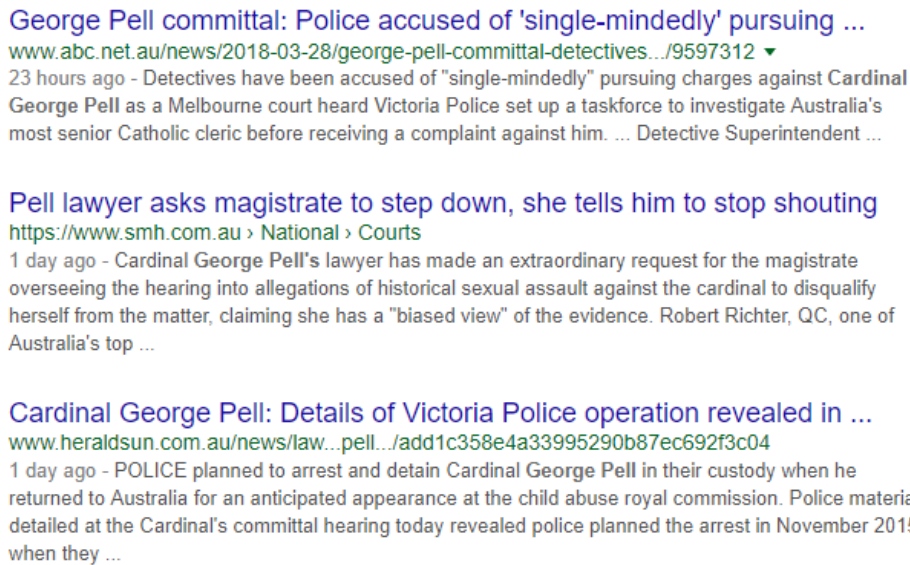 George Pell committal: Police accused of 'single-mindedly' pursuing ...
www.abc.net.au/news/2018-03-28/george-pell-committal-detectives.../9597312
23 hours ago - Detectives have been accused of "single-mindedly" pursuing charges against Cardinal
George Pell as a Melbourne court heard Victoria Police set up a taskforce to investigate Australia's
most senior Catholic cleric before receiving a complaint against him. ... Detective Superintendent ...
Pell lawyer asks magistrate to step down, she tells him to stop shouting
https://www.smh.com.au › National › Courts
1 day ago - Cardinal George Pell's lawyer has made an extraordinary request for the magistrate
overseeing the hearing into allegations of historical sexual assault against the cardinal to disqualify
herself from the matter, claiming she has a "biased view" of the evidence. Robert Richter, QC, one of
Australia's top ...
Cardinal George Pell: Details of Victoria Police operation revealed in ...
www.heraldsun.com.au/news/law...pell.../add1c358e4a33995290b87ec692f3c04
1 day ago - POLICE planned to arrest and detain Cardinal George Pell in their custody when he
returned to Australia for an anticipated appearance at the child abuse royal commission. Police materia
detailed at the Cardinal's committal hearing today revealed police planned the arrest in November 2015
when they ...